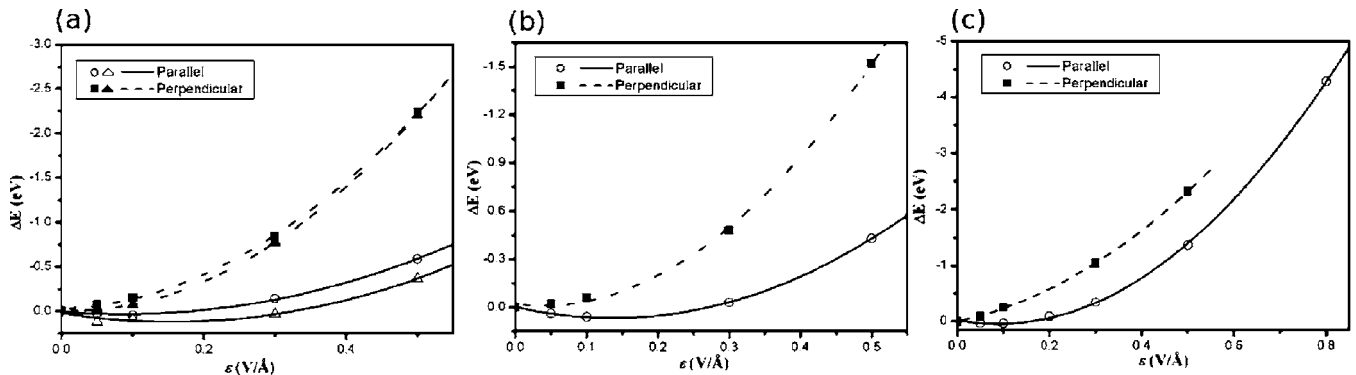 (a)
-3.0
-2.5
-2.0
-1.5
-1.0
-0.5
0.0
ΔE (eV)
Parallel
Perpendicular
0.0 0.2 0.4
ε (V/Å)
(b)
-1.5
-1.2
-0.9
-0.6
-0.3
0.0
ΔE (eV)
Parallel
Perpendicular
0.0 0.1 0.2 0.3 0.4 0.5
ε (V/Å)
(c)
-5
-4
-3
-2
-1
0
ΔE (eV)
Parallel
Perpendicular
0.0 0.2 0.4 0.6 0.8
ε (V/Å)